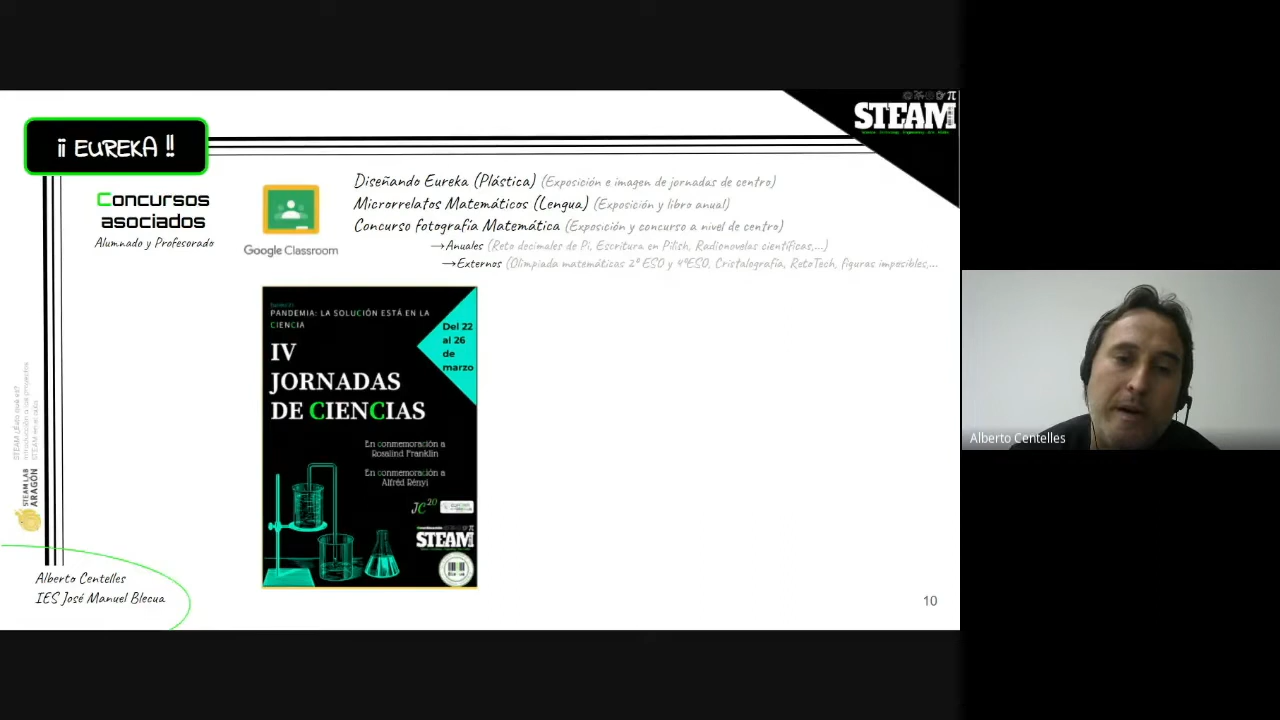 ¡¡ EUREKA !!
STEAM
Concursos
asociados
Alumnado y Profesorado
Google Classroom
Diseñando Eureka (Plástica) (Exposición e imagen de jornadas de centro)
Microrrelatos Matemáticos (Lengua) (Exposición y libro anual)
Concurso fotografía Matemática (Exposición y concurso a nivel de centro)
→Anuales (Reto decimales de Pi, Escritura en Pilish, Radionovelas científicas,...)
→Externos (Olimpiada matemáticas 2º ESO y 4ºESO, Cristalografía, RetoTech, figuras impesibles,...
PANDEMIA: LA SOLUCIÓN ESTÁ EN LA
CIENCIA
Del 22
al 26
de
marzo
IV
JORNADAS
DE CIENCIAS
En conmemoración a
Rosalind Franklin
En conmemoración a
Alfréd Rényi
JC20
STEAM
STEAM LAB
ARAGÓN
Alberto Centelles
IES José Manuel Blecua
10
Alberto Centelles